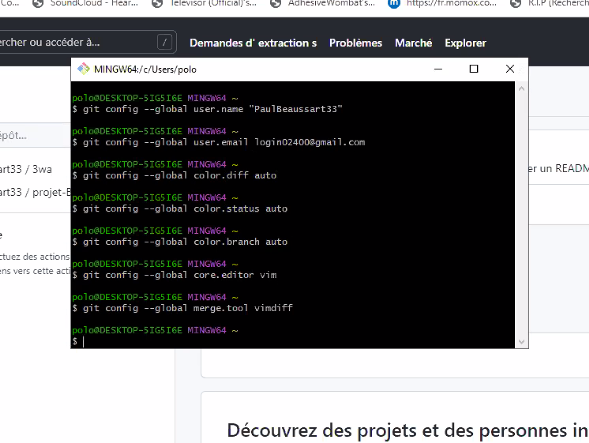 SoundCloud - Hear...
Televisor (Official)'s...
AdhesiveWombat's...
https://fr.momox.co...
R.I.P [Recherch
ercher ou accéder à... /
Demandes d' extraction s Problèmes Marché Explorer
MINGW64:/c/Users/polo
polo@DESKTOP-5IG5I6E MINGW64 ~
$ git config --global user.name "PaulBeaussart33"
polo@DESKTOP-5IG5I6E MINGW64 ~
$ git config --global user.email login02400@gmail.com
polo@DESKTOP-5IG5I6E MINGW64 ~
$ git config --global color.diff auto
polo@DESKTOP-5IG5I6E MINGW64 ~
$ git config --global color.status auto
polo@DESKTOP-5IG5I6E MINGW64 ~
$ git config --global color.branch auto
polo@DESKTOP-5IG5I6E MINGW64 ~
$ git config --global core.editor vim
polo@DESKTOP-5IG5I6E MINGW64 ~
$ git config --global merge.tool vimdiff
polo@DESKTOP-5IG5I6E MINGW64 ~
$
épôt...
art33 / 3wa
art33 / projet-E
e
ctuez des actions
ens vers cette acti
er un READM
Découvrez des projets et des personnes in